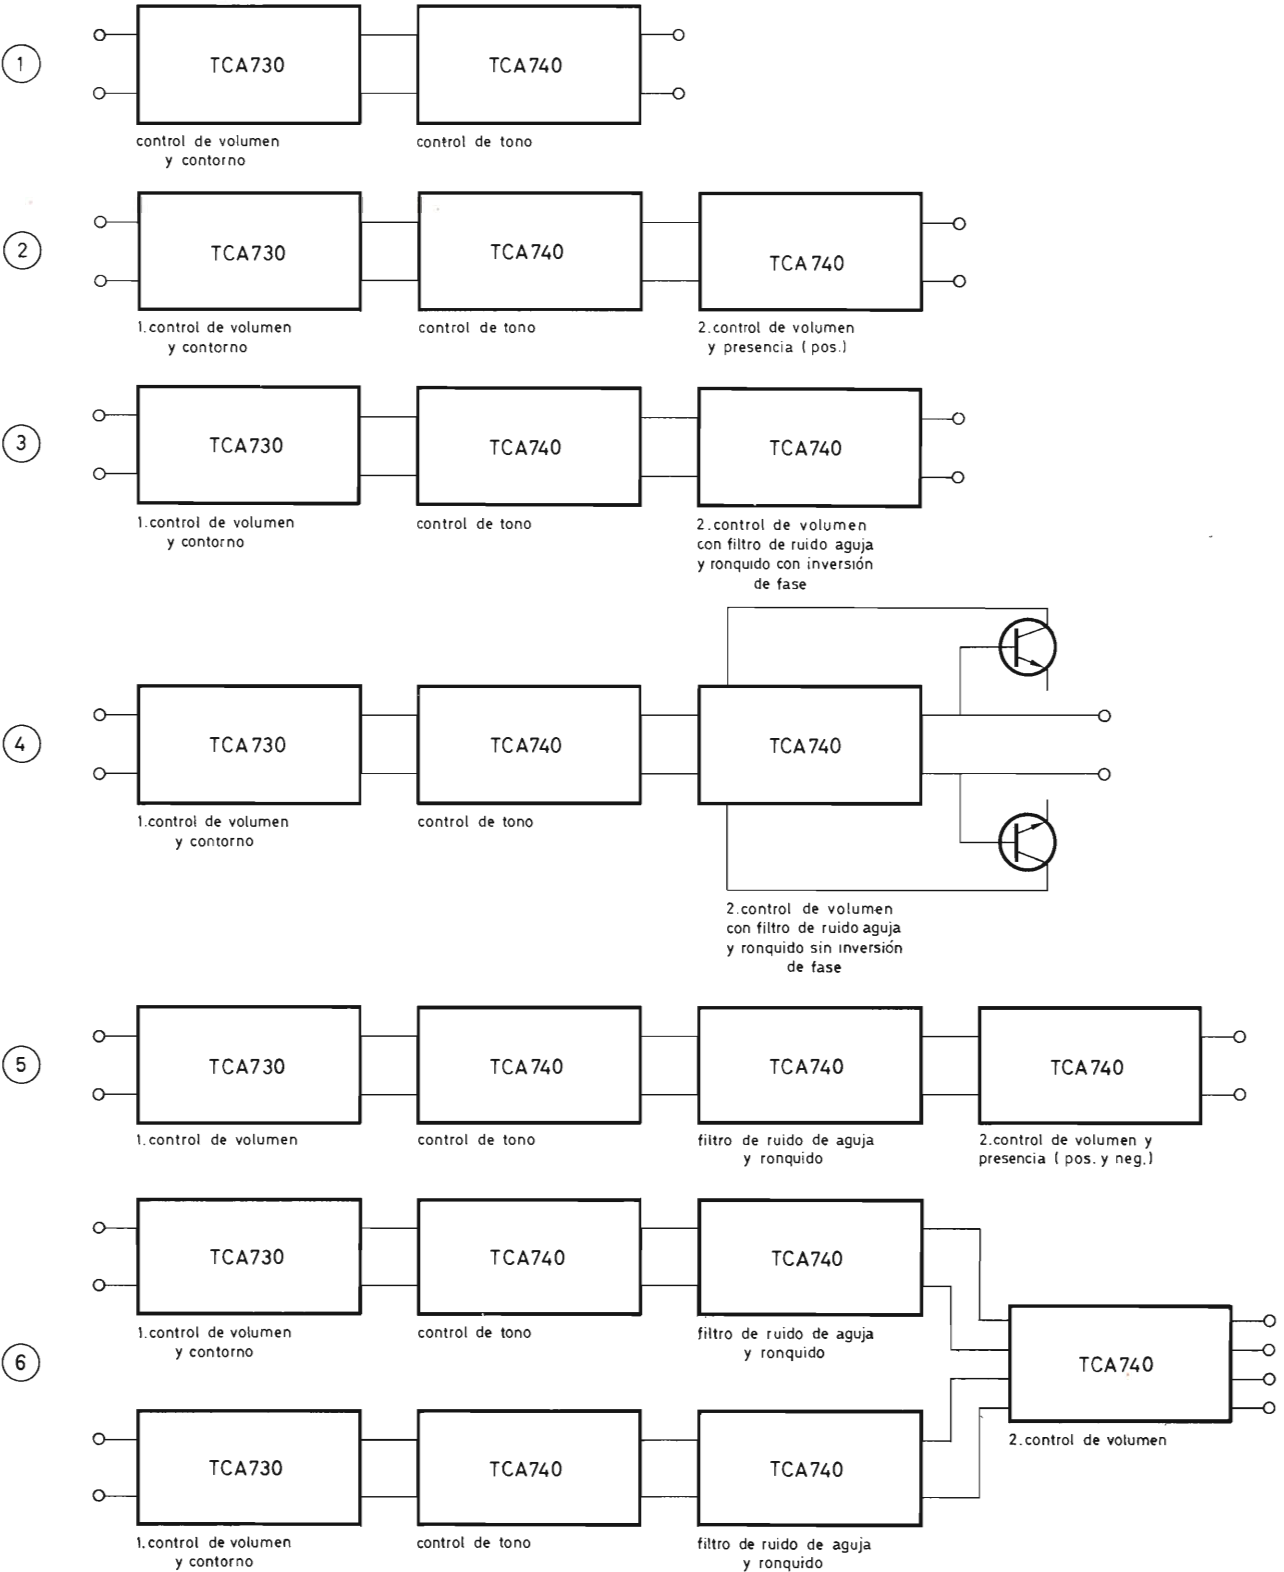 1
TCA730
TCA740
control de volumen
y contorno
control de tono
2
TCA730
TCA740
TCA740
1.control de volumen
y contorno
control de tono
2.control de volumen
y presencia (pos.)
3
TCA730
TCA740
TCA740
1.control de volumen
y contorno
control de tono
2.control de volumen
con filtro de ruido aguja
y ronquido con inversión
de fase
4
TCA730
TCA740
TCA740
1.control de volumen
y contorno
control de tono
2.control de volumen
con filtro de ruido aguja
y ronquido sin inversión
de fase
5
TCA730
TCA740
TCA740
TCA740
1.control de volumen
control de tono
filtro de ruido de aguja
y ronquido
2.control de volumen y
presencia (pos. y neg.)
6
TCA730
TCA740
TCA740
1.control de volumen
y contorno
control de tono
filtro de ruido de aguja
y ronquido
TCA740
2.control de volumen
TCA730
TCA740
TCA740
1.control de volumen
y contorno
control de tono
filtro de ruido de aguja
y ronquido